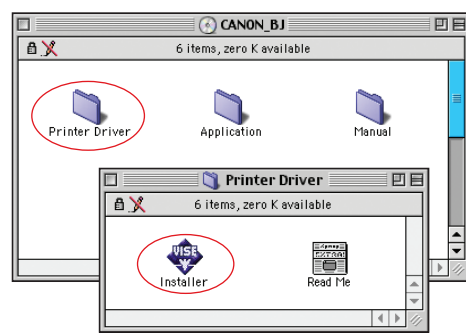 CANON_BJ
6 items, zero K available
Printer Driver
Application
Manual
Printer Driver
6 items, zero K available
VISE
Installer
EXTRA!
Read Me